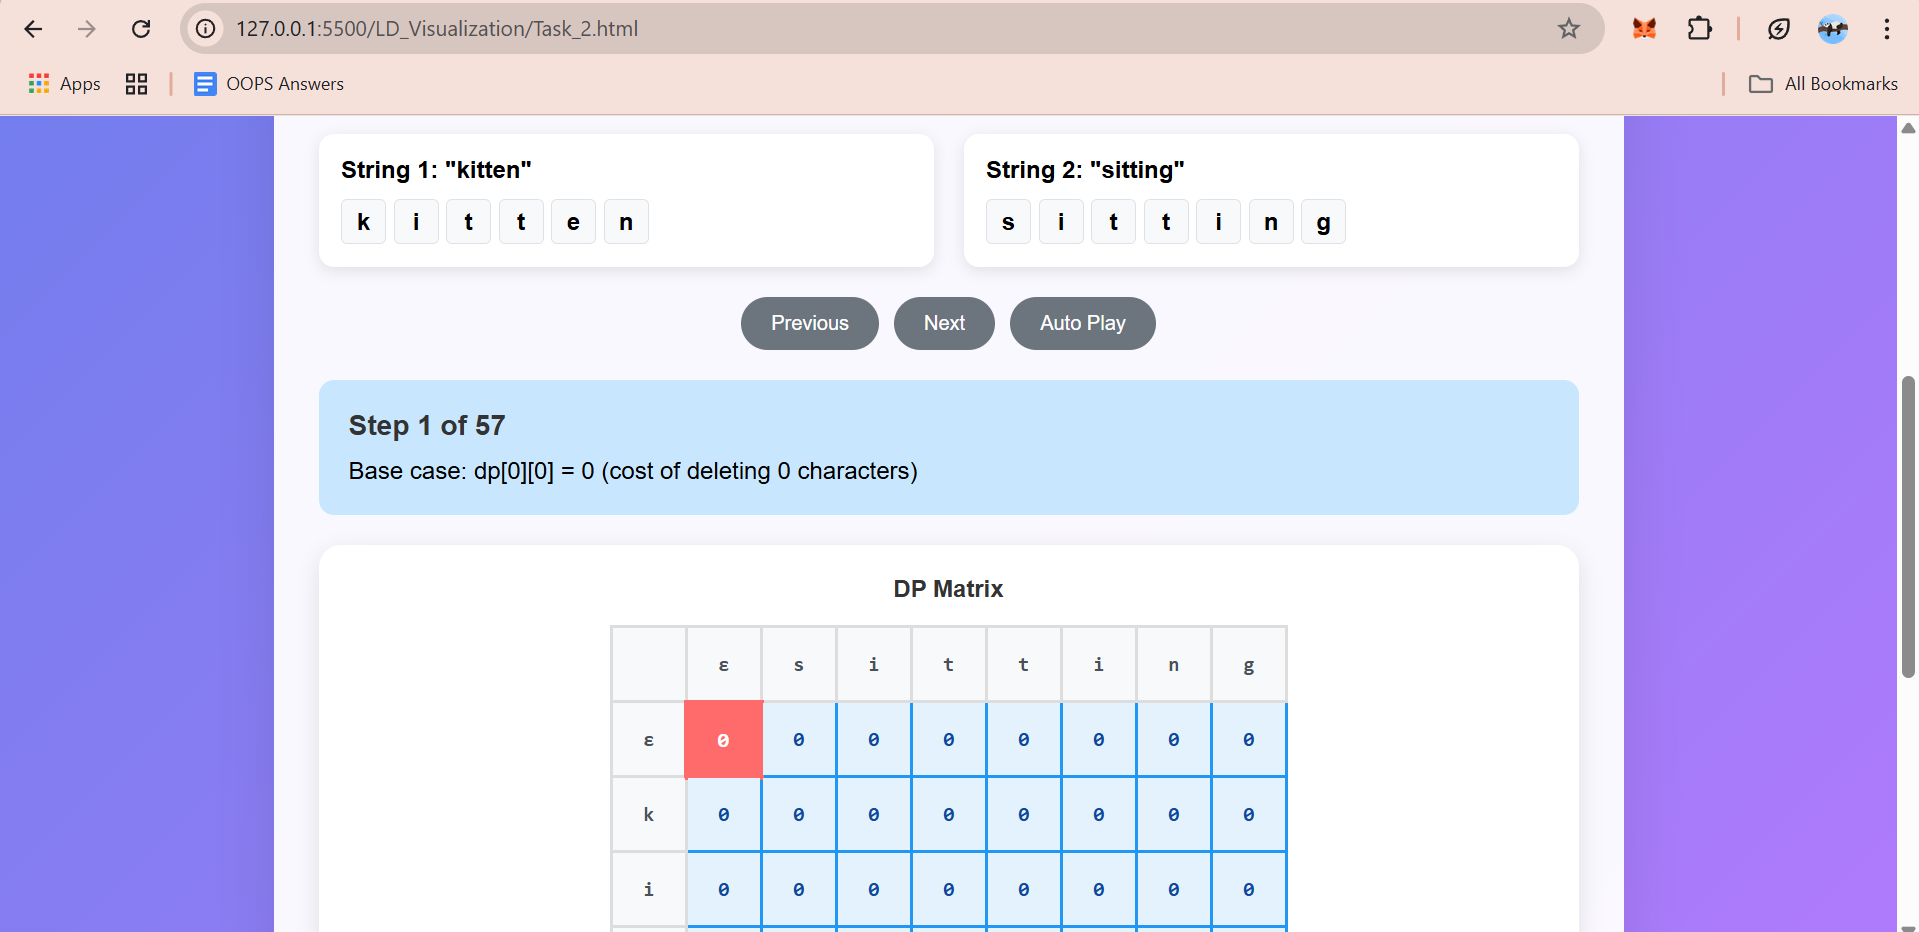 127.0.0.1:5500/LD_Visualization/Task_2.html
Apps
OOPS Answers
All Bookmarks
String 1: "kitten"
k i t t e n
String 2: "sitting"
s i t t i n g
Previous
Next
Auto Play
Step 1 of 57
Base case: dp[0][0] = 0 (cost of deleting 0 characters)
DP Matrix
ε s i t t i n g
ε 0 0 0 0 0 0 0 0
k 0 0 0 0 0 0 0 0
i 0 0 0 0 0 0 0 0